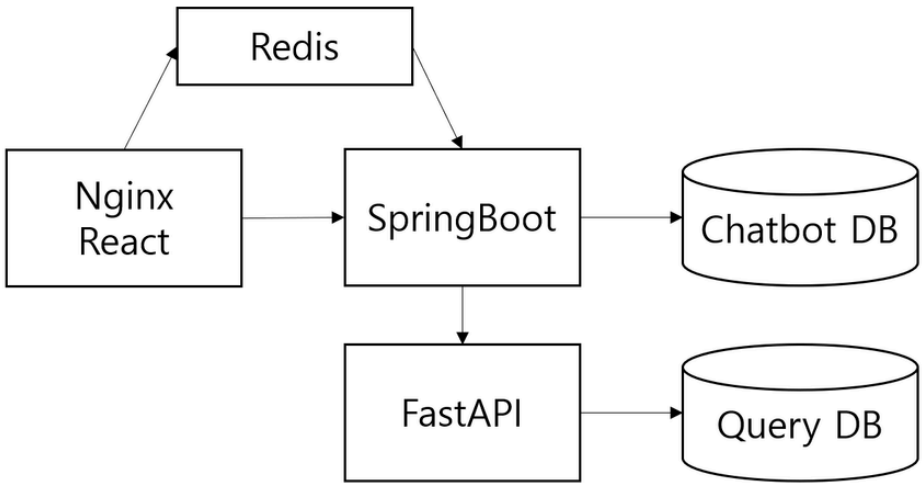 Redis
Nginx
React
SpringBoot
Chatbot DB
FastAPI
Query DB